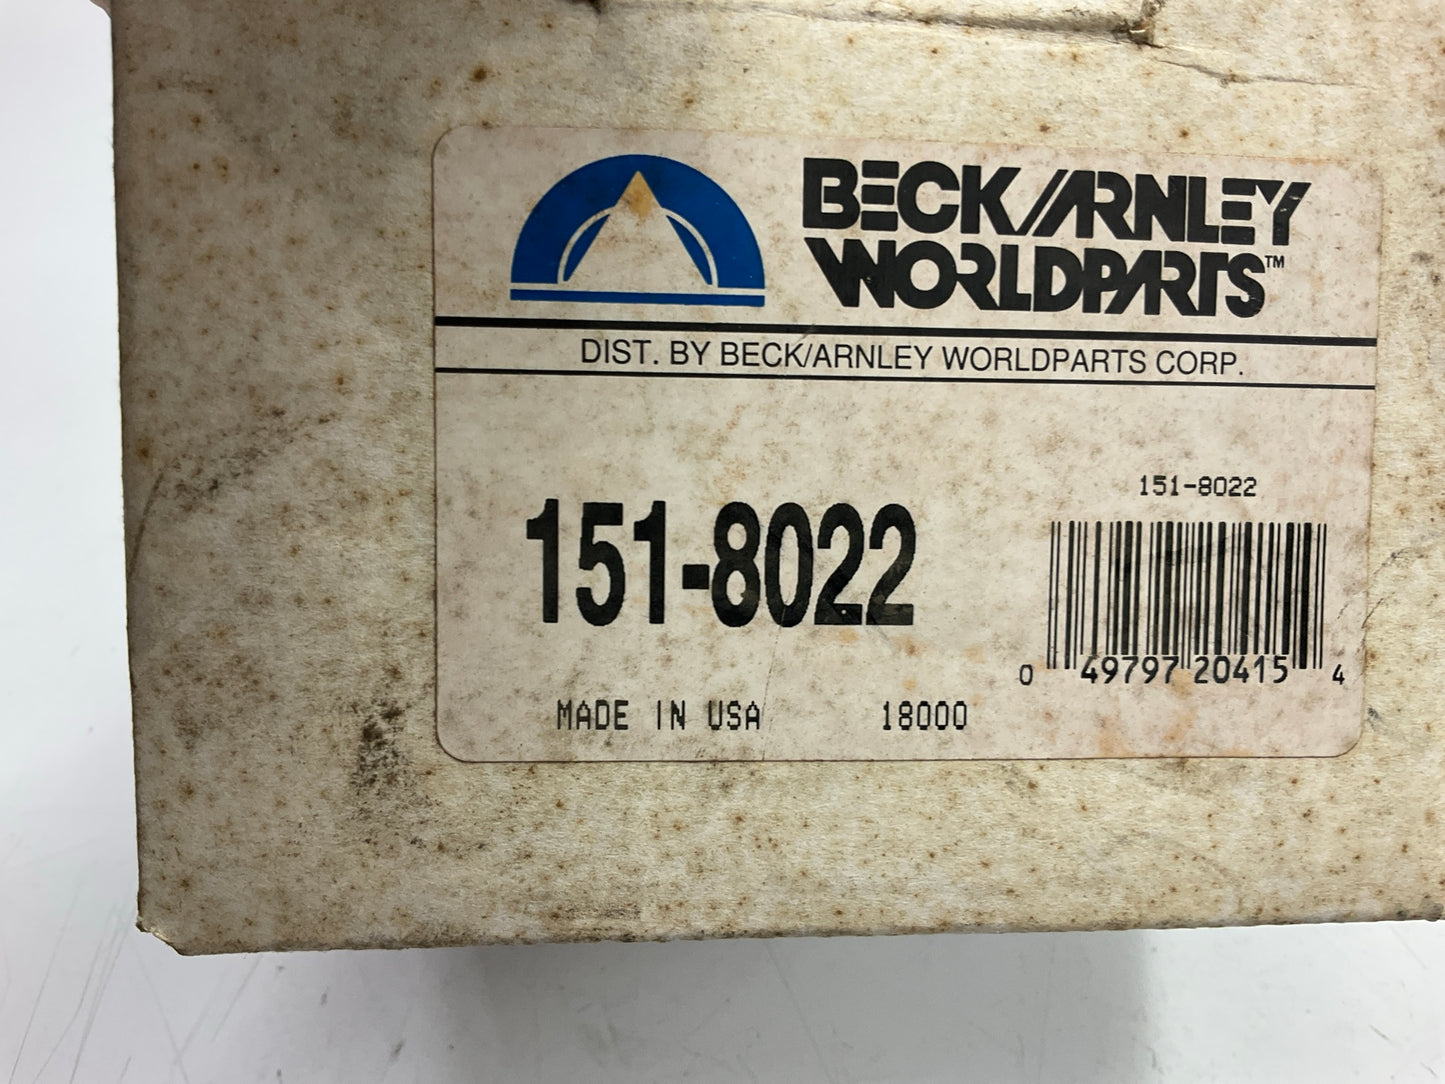 BECK/ARNLEY
WORLDPARTS™
DIST. BY BECK/ARNLEY WORLDPARTS CORP.
151-8022
151-8022
0 49797 20415 4
MADE IN USA 18000